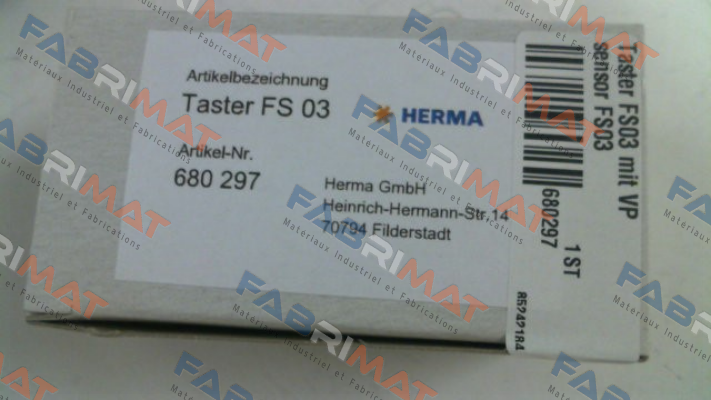 Artikelbezeichnung
Taster FS 03
HERMA
Artikel-Nr.
680 297
Herma GmbH
Heinrich-Hermann-Str.14
70794 Filderstadt
Taster FS03 mit VP
sensor FS03
680297
1 ST
FABRIMAT
Materiaux Industriel et Fabrications